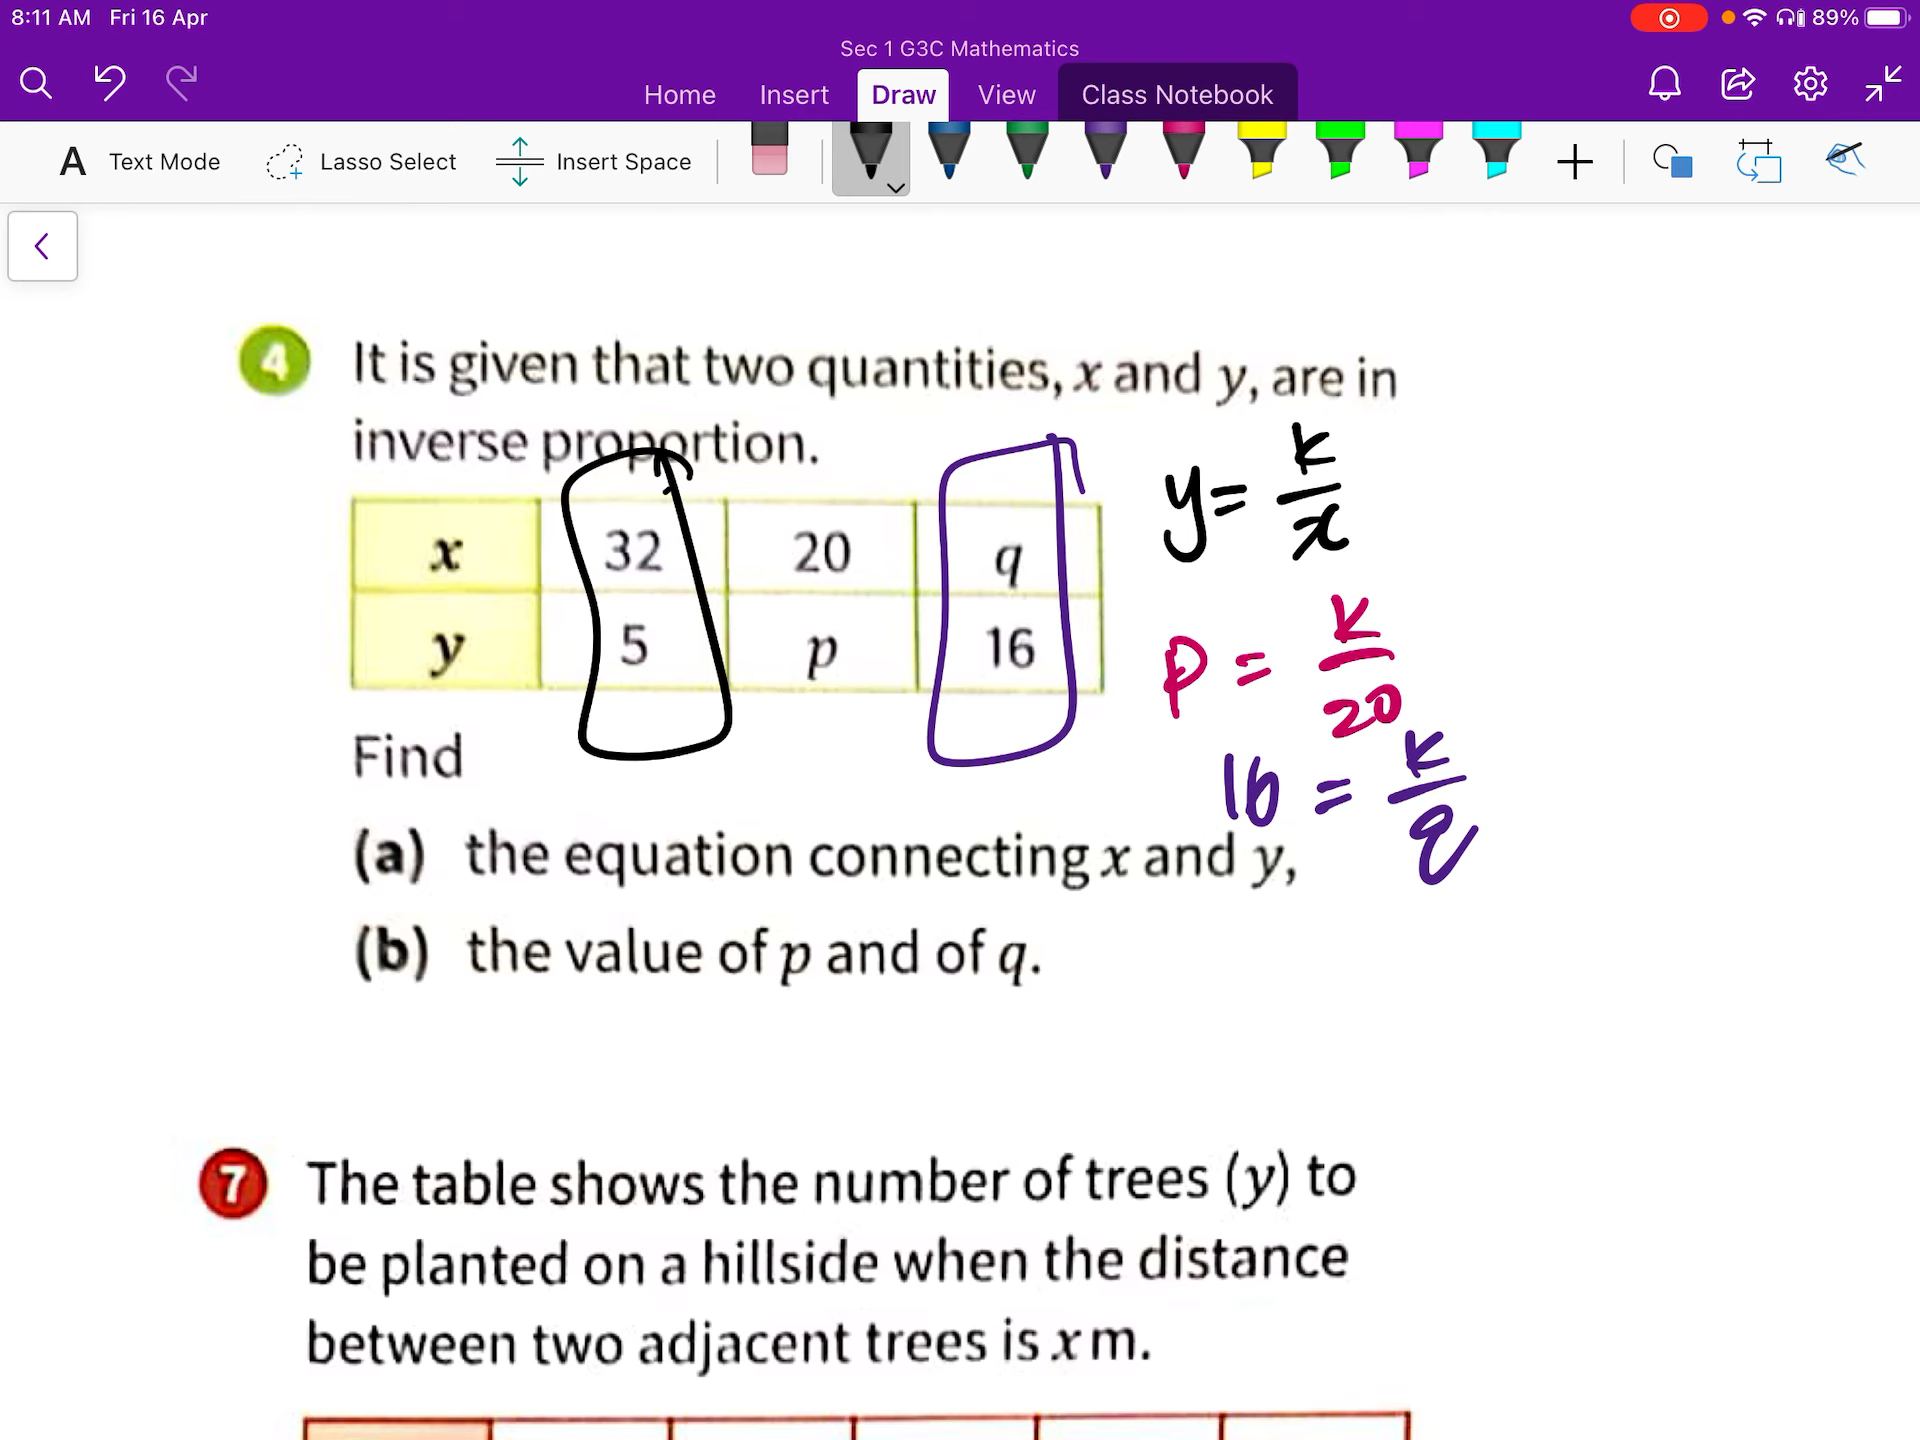 8:11 AM Fri 16 Apr
89%
Sec 1 G3C Mathematics
Home Insert Draw View Class Notebook
A Text Mode Lasso Select Insert Space
4 It is given that two quantities, x and y, are in
inverse proportion.
x 32 20 q
y 5 p 16
y = k/x
p = k/20
16 = k/q
Find
(a) the equation connecting x and y,
(b) the value of p and of q.
7 The table shows the number of trees (y) to
be planted on a hillside when the distance
between two adjacent trees is x m.